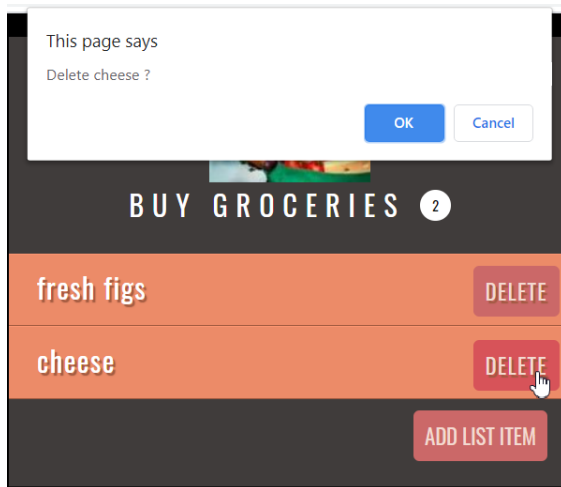 This page says
Delete cheese ?
OK Cancel
BUY GROCERIES 2
fresh figs DELETE
cheese DELETE
ADD LIST ITEM